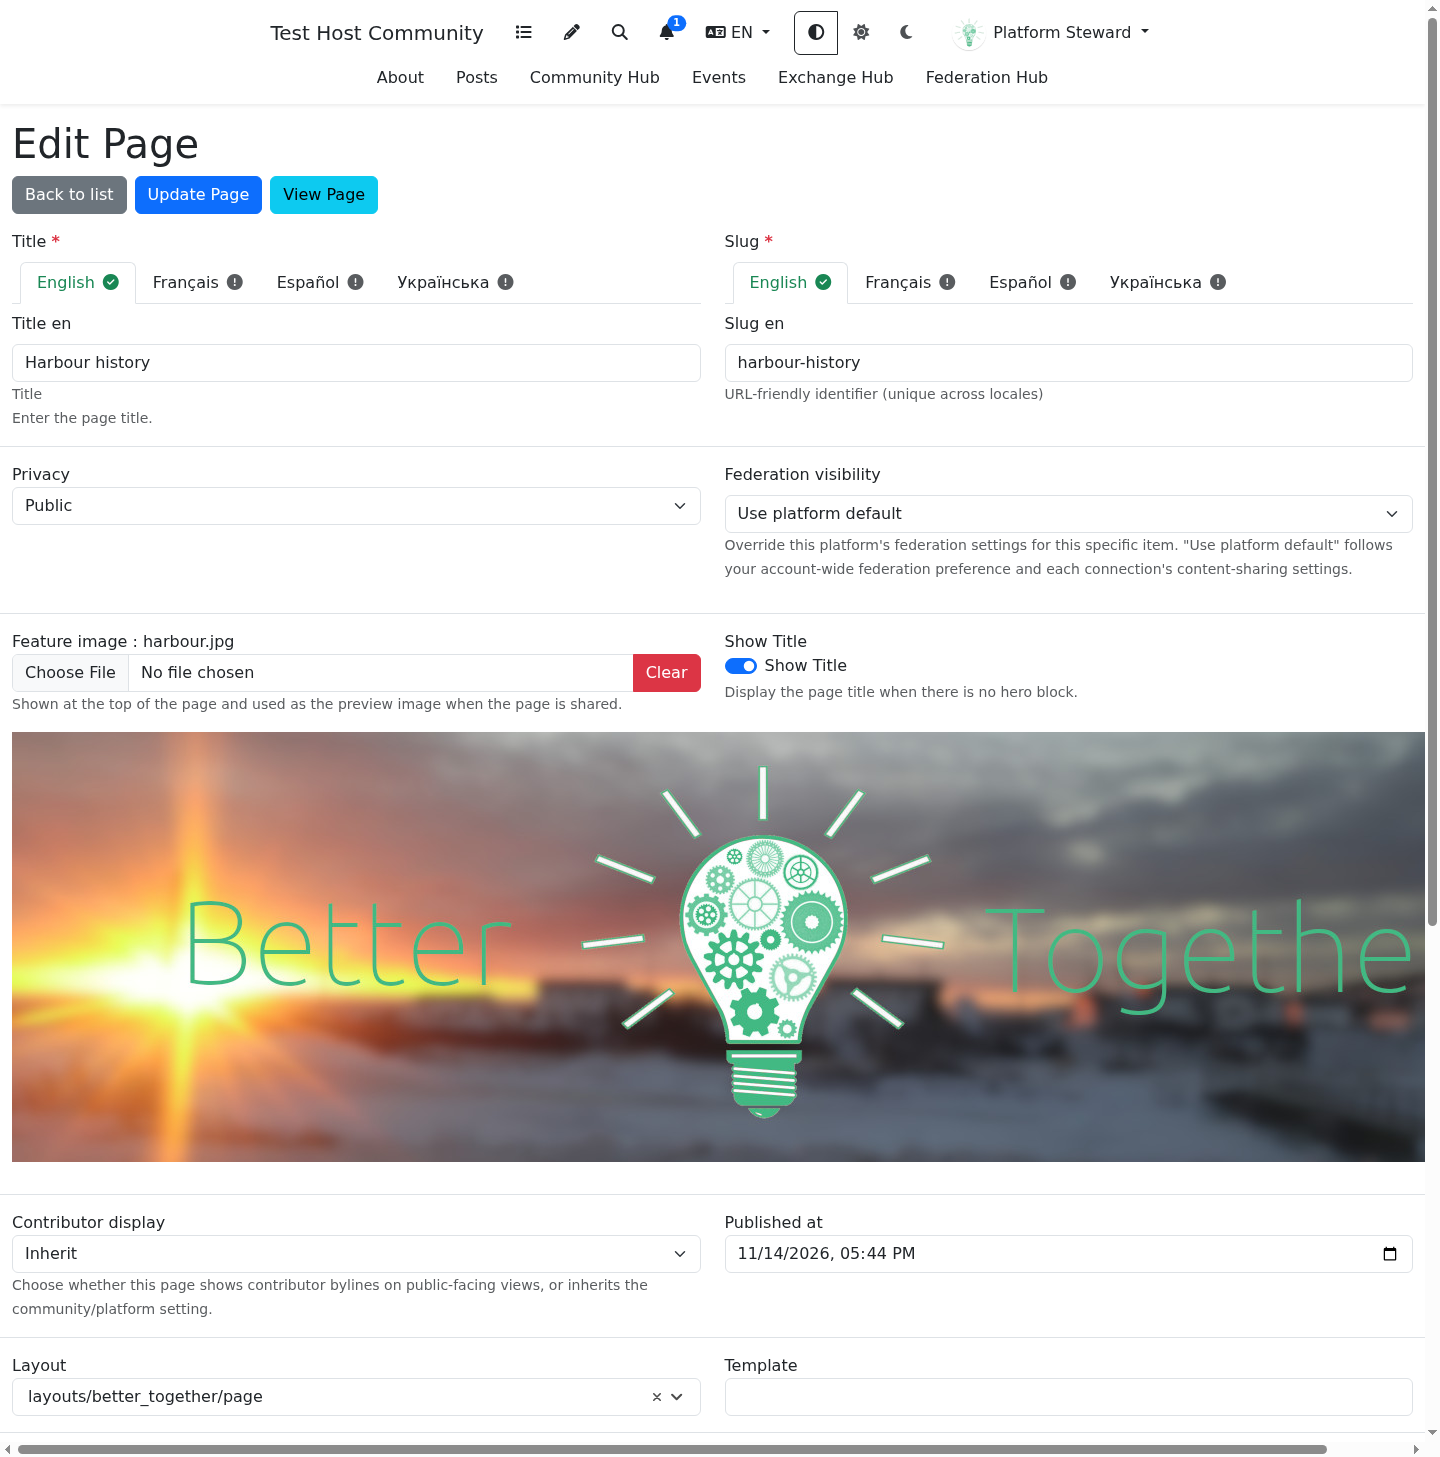 Test Host Community
1
EN
Platform Steward
About Posts Community Hub Events Exchange Hub Federation Hub
Edit Page
Back to list Update Page View Page
Title *
English Français Español Українська
Title en
Harbour history
Title
Enter the page title.
Slug *
English Français Español Українська
Slug en
harbour-history
URL-friendly identifier (unique across locales)
Privacy
Public
Federation visibility
Use platform default
Override this platform's federation settings for this specific item. "Use platform default" follows
your account-wide federation preference and each connection's content-sharing settings.
Feature image : harbour.jpg
Choose File No file chosen Clear
Shown at the top of the page and used as the preview image when the page is shared.
Show Title
Show Title
Display the page title when there is no hero block.
Better Togethe
Contributor display
Inherit
Choose whether this page shows contributor bylines on public-facing views, or inherits the
community/platform setting.
Published at
11/14/2026, 05:44 PM
Layout
layouts/better_together/page
Template